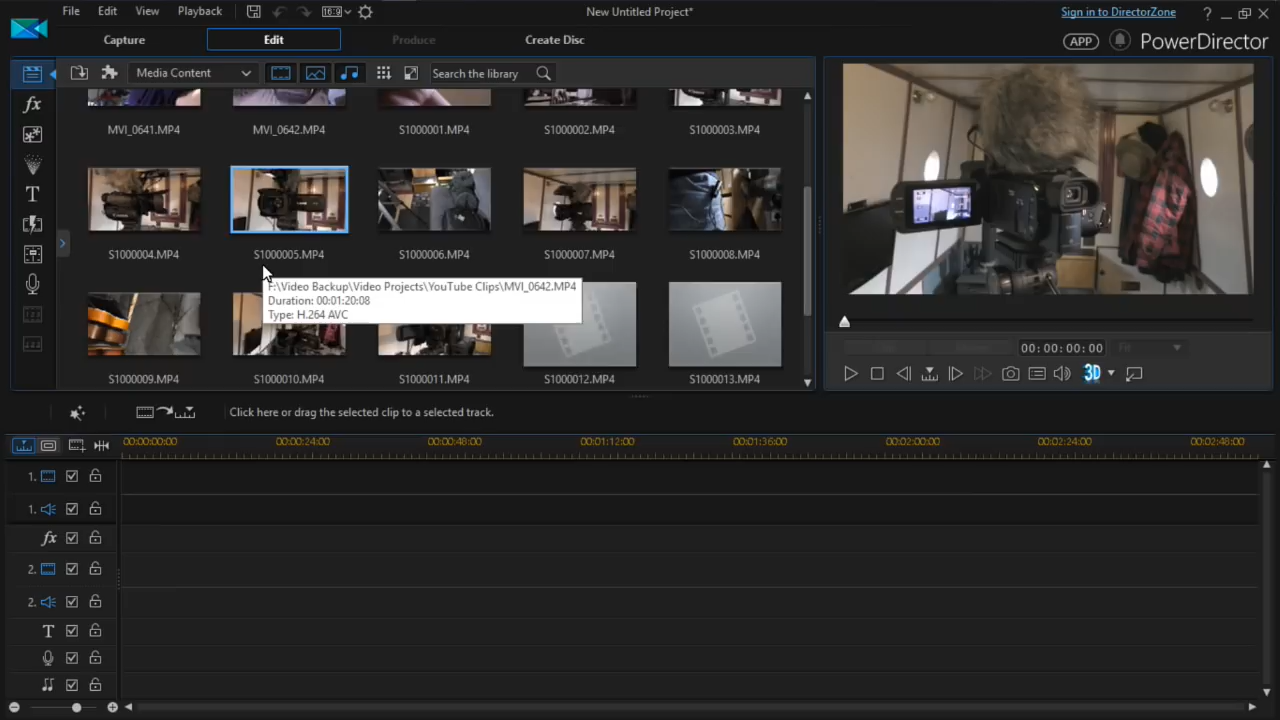 File Edit View Playback 16:9 New Untitled Project* Sign in to DirectorZone ?
Capture Edit Produce Create Disc APP PowerDirector
Media Content Search the library
MVI_0641.MP4 MVI_0642.MP4 S1000001.MP4 S1000002.MP4 S1000003.MP4
fx
T
S1000004.MP4 S1000005.MP4 S1000006.MP4 S1000007.MP4 S1000008.MP4
F:\Video Backup\Video Projects\YouTube Clips\MVI_0642.MP4
Duration: 00:01:20:08
Type: H.264 AVC
S1000009.MP4 S1000010.MP4 S1000011.MP4 S1000012.MP4 S1000013.MP4
00:00:00:00 Fit
3D
Click here or drag the selected clip to a selected track.
00:00:00:00 00:00:24:00 00:00:48:00 00:01:12:00 00:01:36:00 00:02:00:00 00:02:24:00 00:02:48:00
1.
1.
fx
2.
2.
T